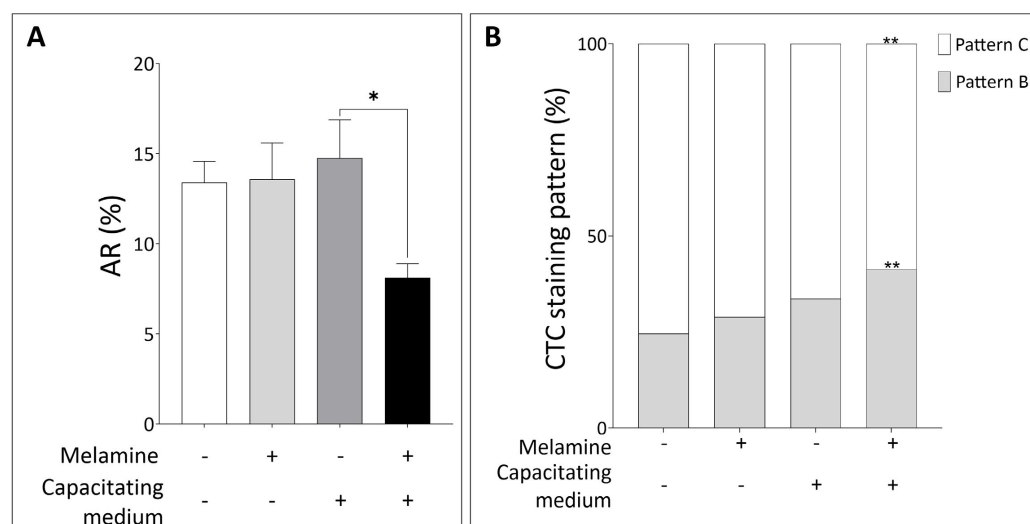 A
20
15
10
5
0
AR (%)
*
Melamine - + - +
Capacitating
medium - - + +
B
100
50
0
CTC staining pattern (%)
**
**
Pattern C
Pattern B
Melamine - + - +
Capacitating
medium - - + +